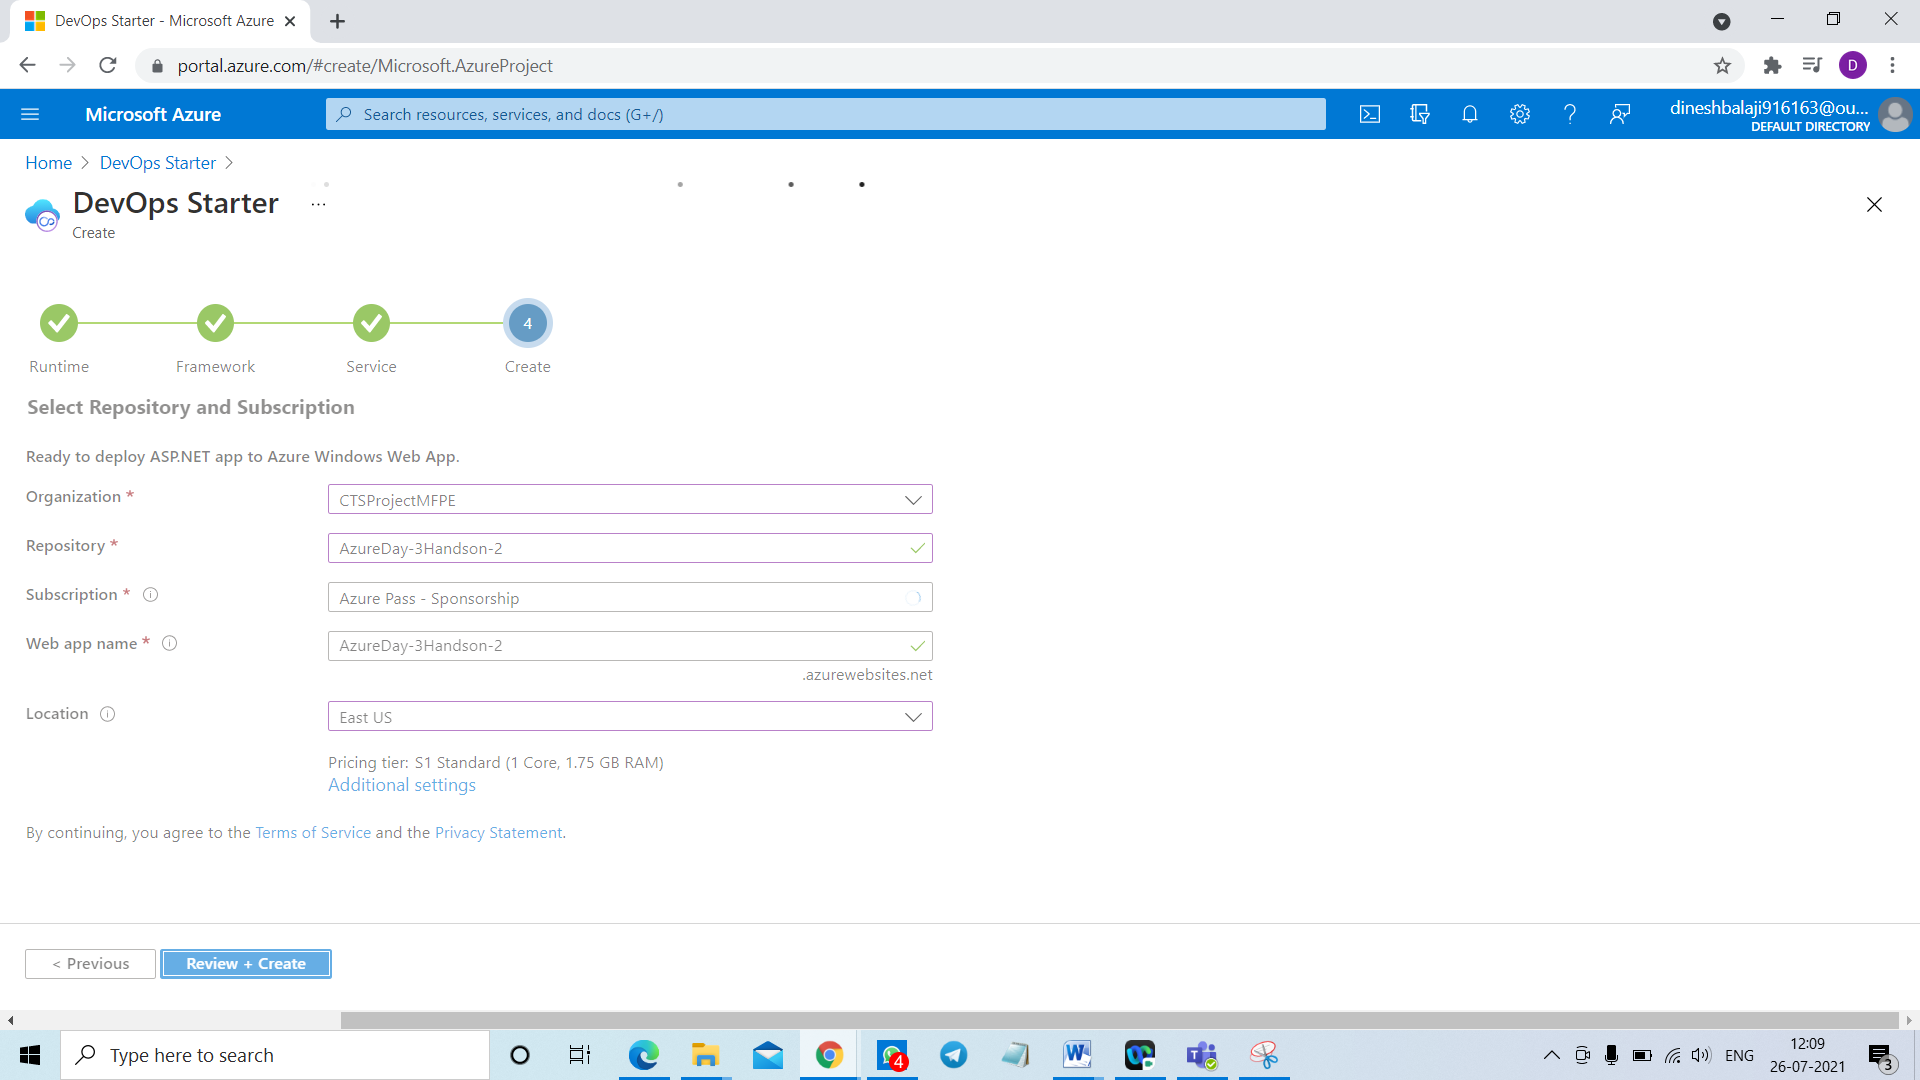 DevOps Starter - Microsoft Azure
portal.azure.com/#create/Microsoft.AzureProject
D
Microsoft Azure
Search resources, services, and docs (G+/)
dineshbalaji916163@ou...
DEFAULT DIRECTORY
Home > DevOps Starter >
DevOps Starter ...
Create
4
Runtime Framework Service Create
Select Repository and Subscription
Ready to deploy ASP.NET app to Azure Windows Web App.
Organization * CTSProjectMFPE
Repository * AzureDay-3Handson-2
Subscription * Azure Pass - Sponsorship
Web app name * AzureDay-3Handson-2
.azurewebsites.net
Location East US
Pricing tier: S1 Standard (1 Core, 1.75 GB RAM)
Additional settings
By continuing, you agree to the Terms of Service and the Privacy Statement.
< Previous Review + Create
Type here to search
4
ENG
12:09
26-07-2021
3